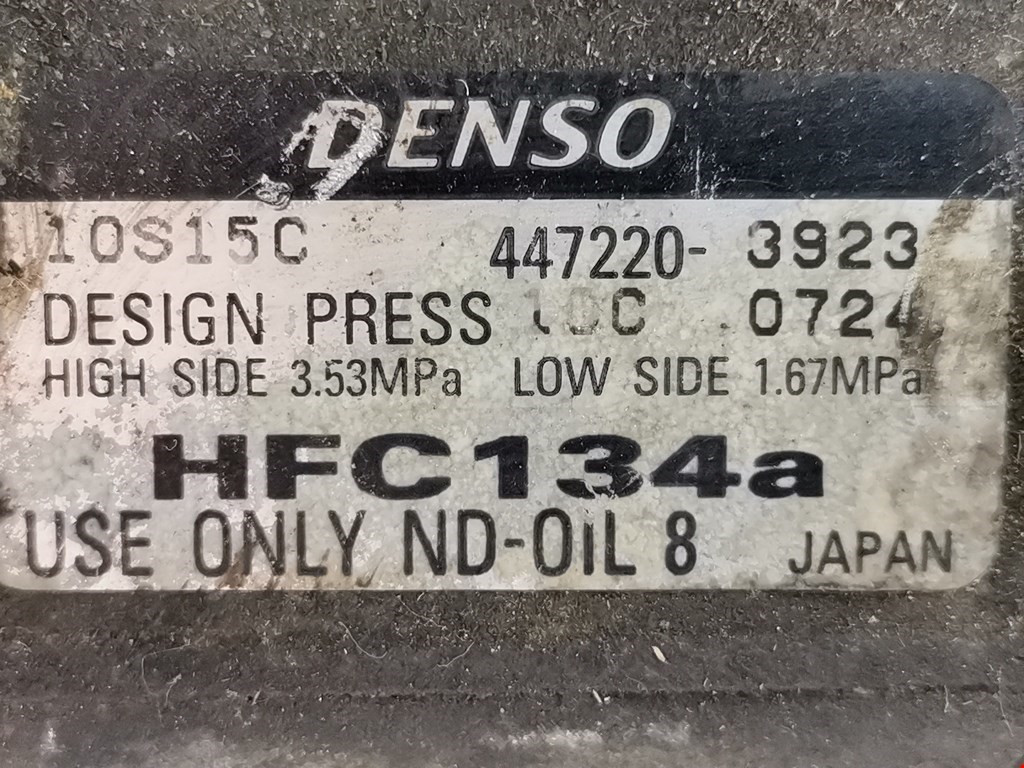 DENSO
10S15C 447220- 3923
DESIGN PRESS 0724
HIGH SIDE 3.53MPa LOW SIDE 1.67MPa
HFC134a
USE ONLY ND-OIL 8 JAPAN